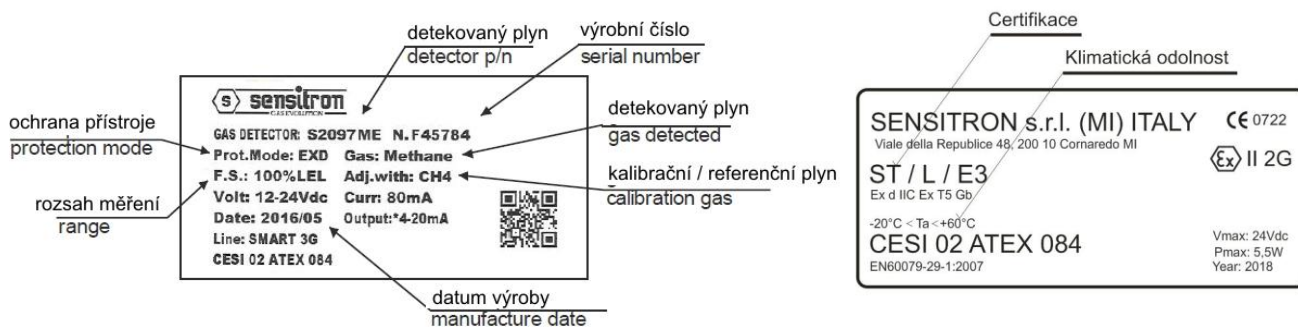 detekovaný plyn
detector p/n
výrobní číslo
serial number
ochrana přístroje
protection mode
rozsah měření
range
S sensitron
GAS EVOLUTION
GAS DETECTOR: S2097ME N.F45784
Prot.Mode: EXD Gas: Methane
F.S.: 100%LEL Adj.with: CH4
Volt: 12-24Vdc Curr: 80mA
Date: 2016/05 Output:*4-20mA
Line: SMART 3G
CESI 02 ATEX 084
detekovaný plyn
gas detected
kalibrační / referenční plyn
calibration gas
datum výroby
manufacture date
Certifikace
Klimatická odolnost
SENSITRON s.r.l. (MI) ITALY CE 0722
Viale della Republice 48, 200 10 Cornaredo MI
Ex II 2G
ST / L / E3
Ex d IIC Ex T5 Gb
-20°C < Ta < +60°C
CESI 02 ATEX 084
EN60079-29-1:2007
Vmax: 24Vdc
Pmax: 5,5W
Year: 2018